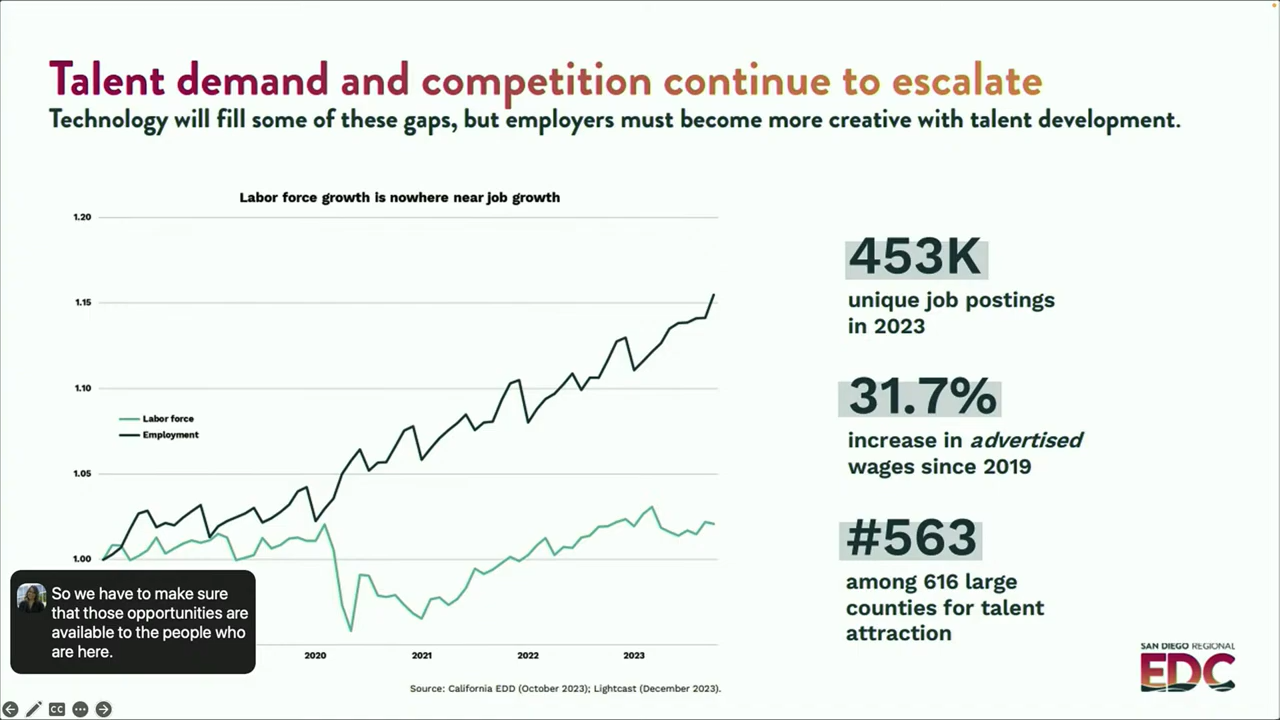 Talent demand and competition continue to escalate
Technology will fill some of these gaps, but employers must become more creative with talent development.
Labor force growth is nowhere near job growth
1.20
1.15
1.10
Labor force
Employment
1.05
1.00
2020
2021
2022
2023
Source: California EDD (October 2023); Lightcast (December 2023).
453K
unique job postings
in 2023
31.7%
increase in advertised
wages since 2019
#563
among 616 large
counties for talent
attraction
So we have to make sure
that those opportunities are
available to the people who
are here.
SAN DIEGO REGIONAL
EDC
CC